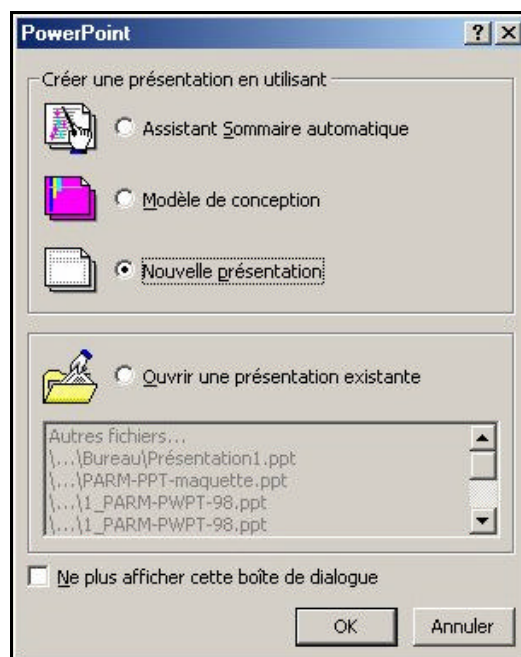 PowerPoint
Créer une présentation en utilisant
Assistant Sommaire automatique
Modèle de conception
Nouvelle présentation
Ouvrir une présentation existante
Autres fichiers...
\...\Bureau\Présentation1.ppt
\...\PARM-PPT-maquette.ppt
\...\1_PARM-PWPT-98.ppt
\...\1_PARM-PWPT-98.ppt
Ne plus afficher cette boîte de dialogue
OK Annuler